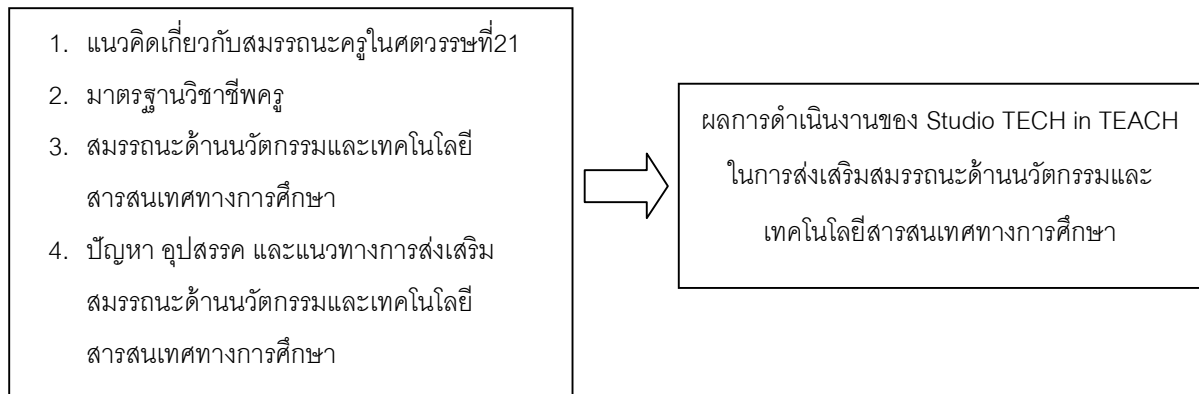 1. แนวคิดเกี่ยวกับสมรรถนะครูในศตวรรษที่21
2. มาตรฐานวิชาชีพครู
3. สมรรถนะด้านนวัตกรรมและเทคโนโลยี
สารสนเทศทางการศึกษา
4. ปัญหา อุปสรรค และแนวทางการส่งเสริม
สมรรถนะด้านนวัตกรรมและเทคโนโลยี
สารสนเทศทางการศึกษา
ผลการดำเนินงานของ Studio TECH in TEACH
ในการส่งเสริมสมรรถนะด้านนวัตกรรมและ
เทคโนโลยีสารสนเทศทางการศึกษา